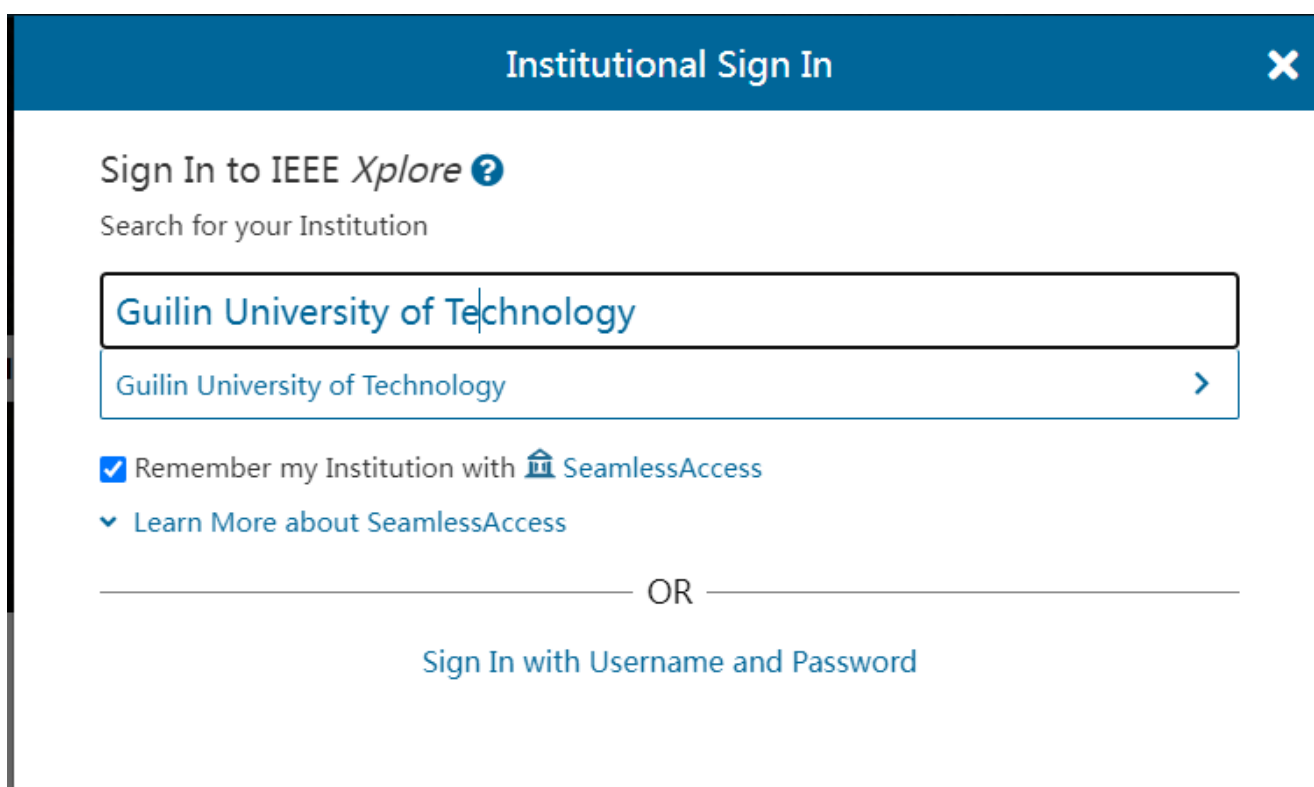 Institutional Sign In
Sign In to IEEE Xplore
Search for your Institution
Guilin University of Technology
Guilin University of Technology
Remember my Institution with SeamlessAccess
Learn More about SeamlessAccess
OR
Sign In with Username and Password